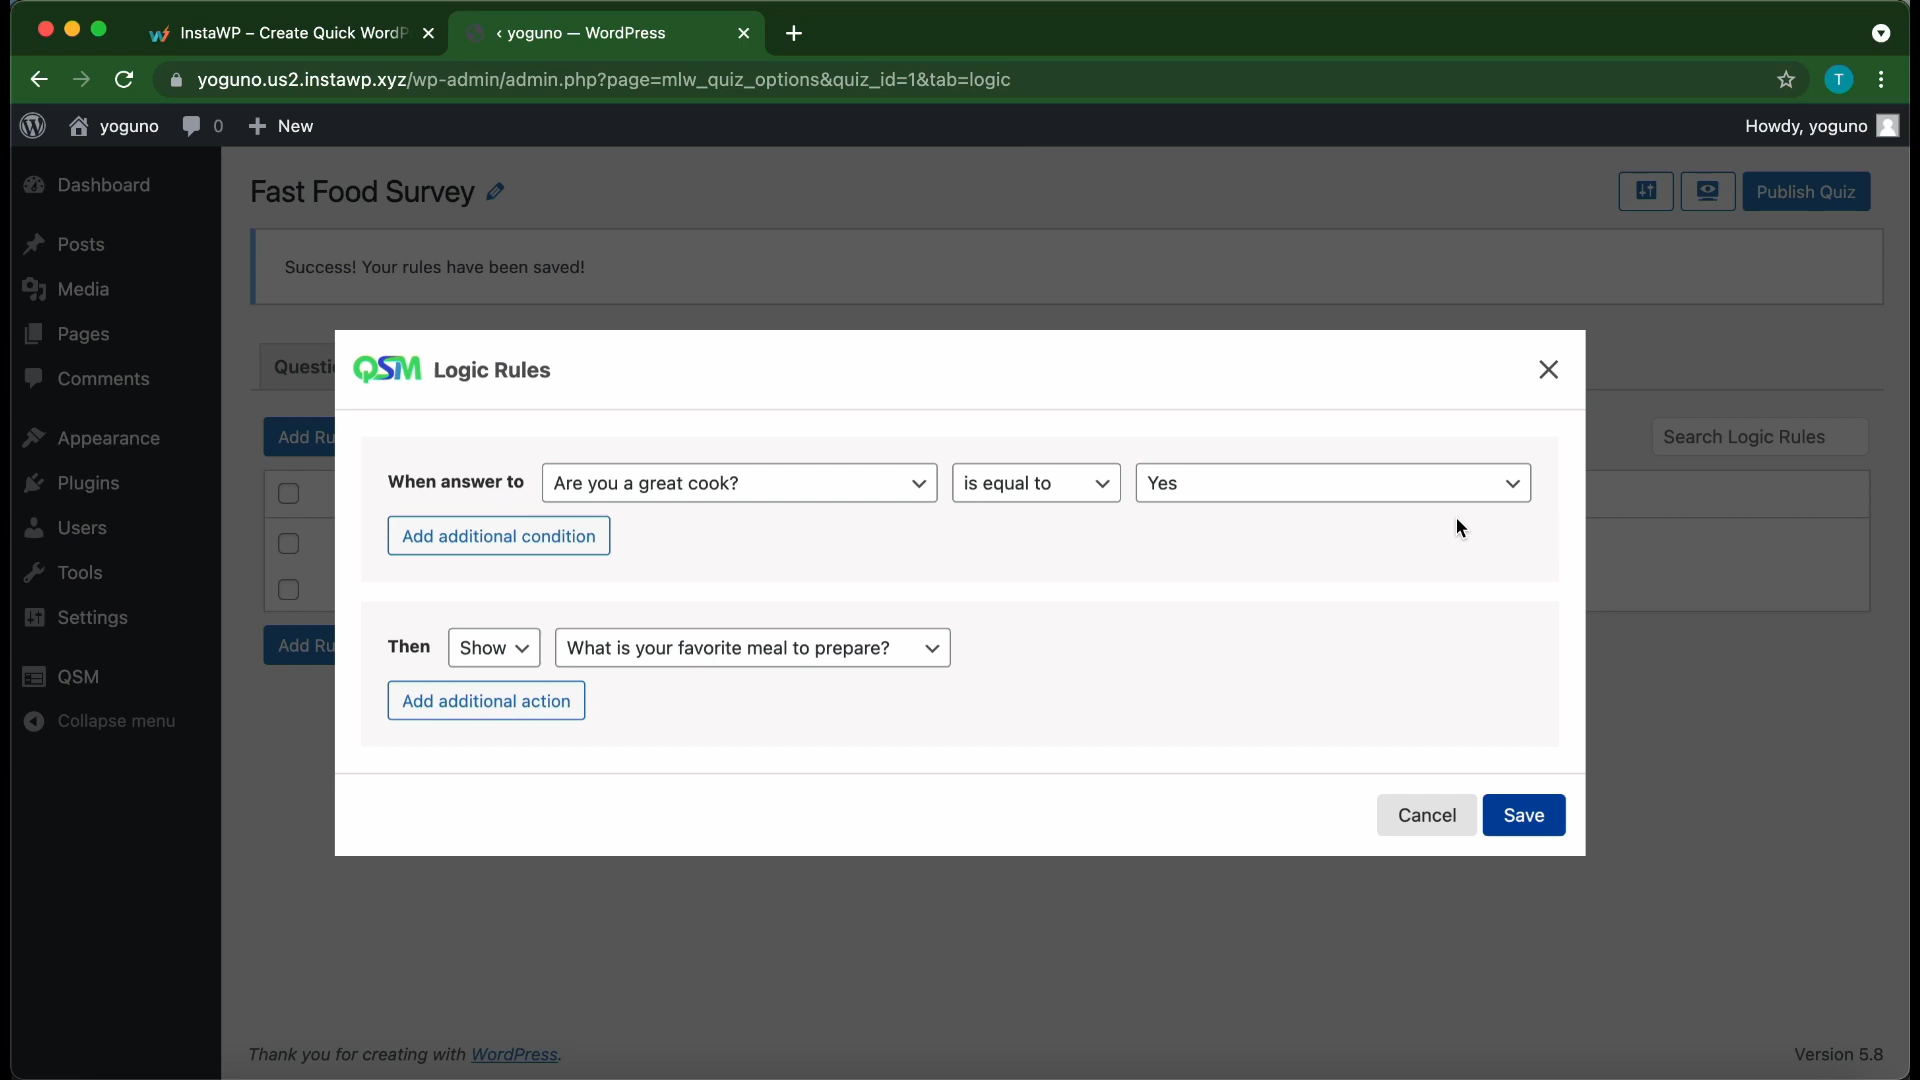 InstaWP – Create Quick WordP
‹ yoguno — WordPress
yoguno.us2.instawp.xyz/wp-admin/admin.php?page=mlw_quiz_options&quiz_id=1&tab=logic
T
yoguno
0
New
Howdy, yoguno
Dashboard
Posts
Media
Pages
Comments
Appearance
Plugins
Users
Tools
Settings
QSM
Collapse menu
Fast Food Survey
Publish Quiz
Success! Your rules have been saved!
Questi
Add Ru
Search Logic Rules
Add Ru
QSM Logic Rules
When answer to Are you a great cook? is equal to Yes
Add additional condition
Then Show What is your favorite meal to prepare?
Add additional action
Cancel Save
Thank you for creating with WordPress.
Version 5.8